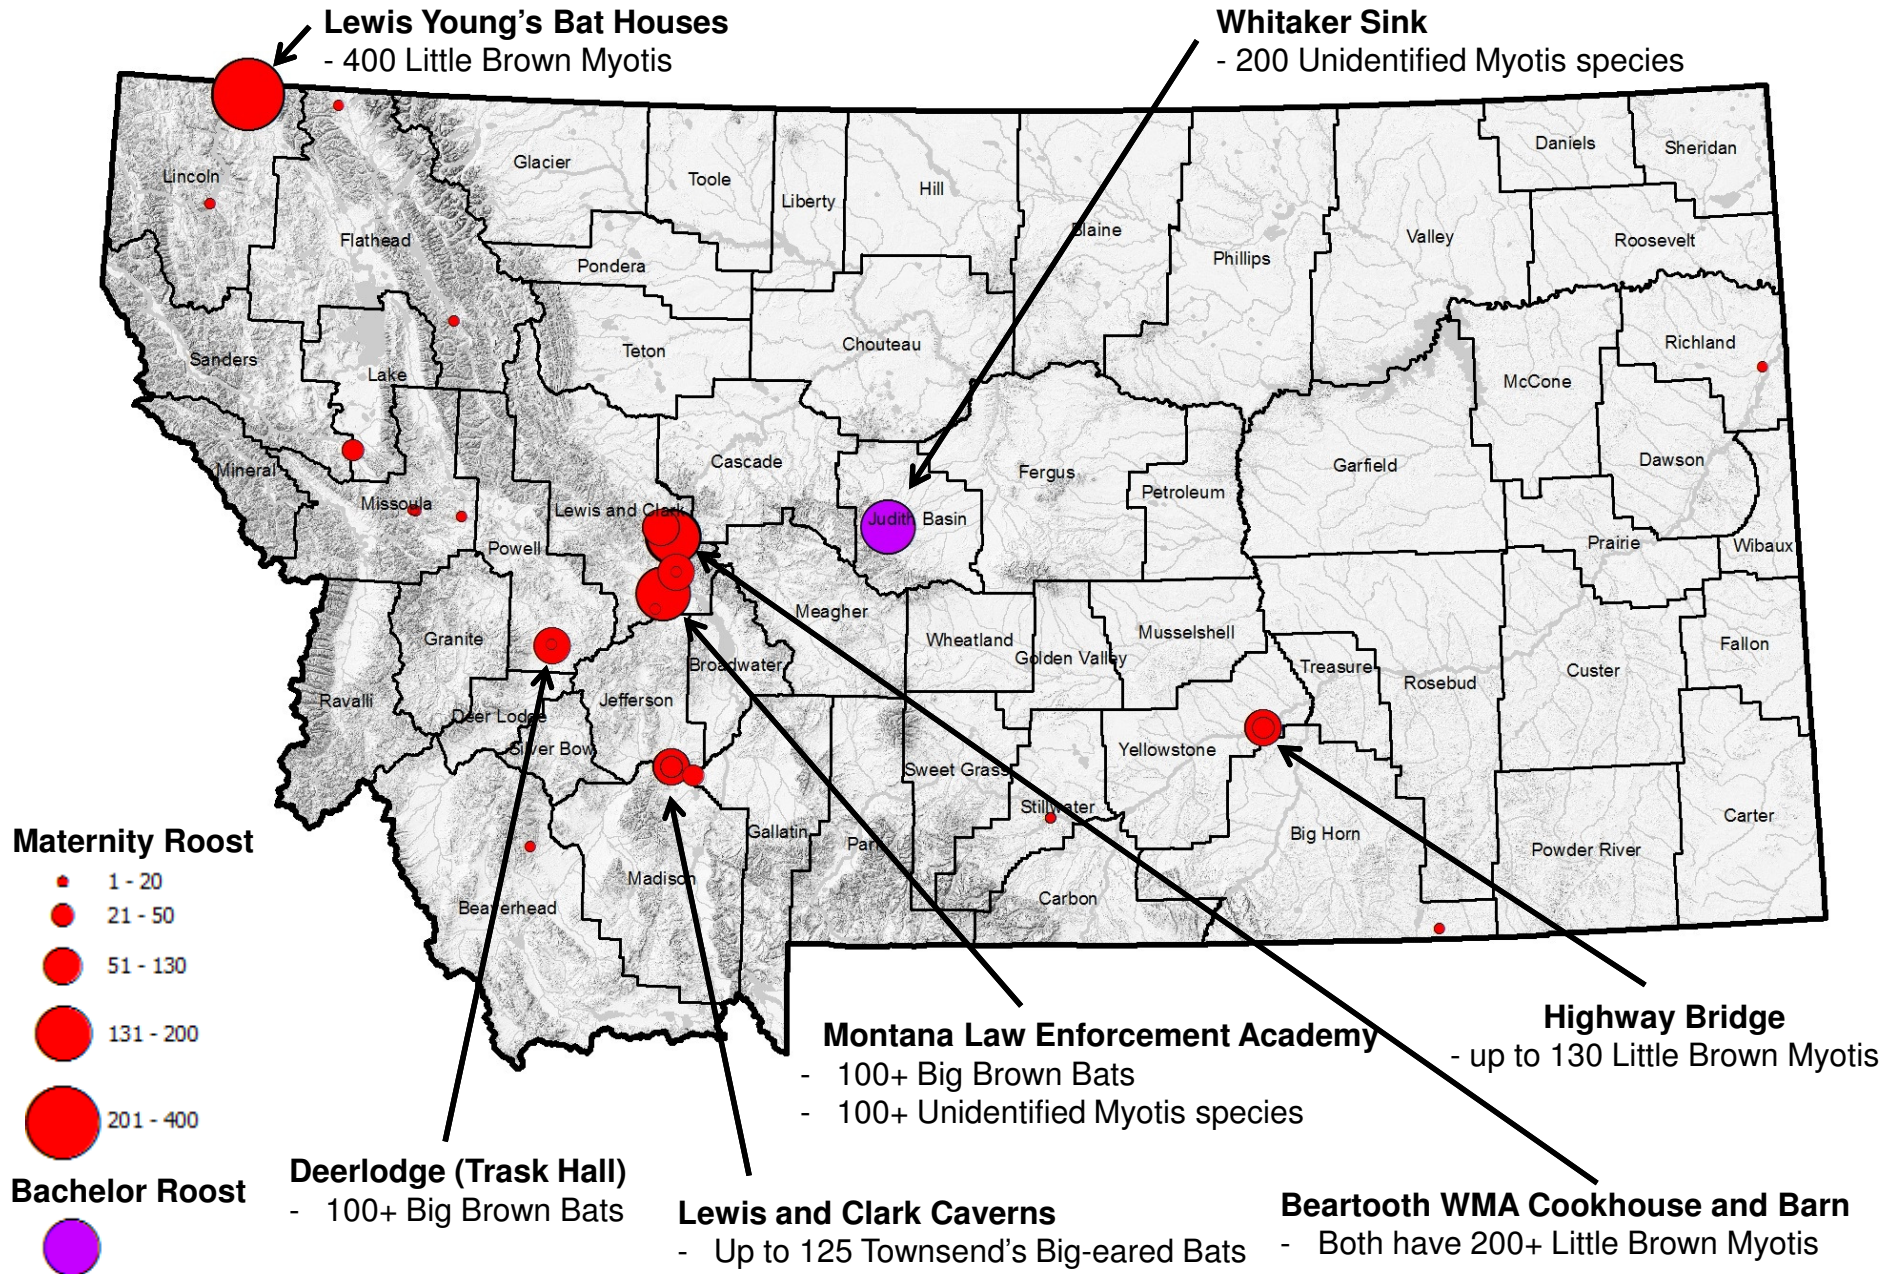 Lewis Young’s Bat Houses
- 400 Little Brown Myotis
Whitaker Sink
- 200 Unidentified Myotis species
Lincoln
Flathead
Glacier
Toole
Liberty
Hill
Blaine
Phillips
Valley
Daniels
Sheridan
Roosevelt
Pondera
Teton
Chouteau
Sanders
Lake
Richland
McCone
Mineral
Missoula
Powell
Lewis and Clark
Cascade
Judith Basin
Fergus
Petroleum
Garfield
Dawson
Prairie
Wibaux
Granite
Ravalli
Deer Lodge
Silver Bow
Jefferson
Broadwater
Meagher
Wheatland
Golden Valley
Musselshell
Treasure
Rosebud
Custer
Fallon
Yellowstone
Sweet Grass
Stillwater
Big Horn
Carter
Powder River
Carbon
Park
Gallatin
Madison
Beaverhead
Maternity Roost
1 - 20
21 - 50
51 - 130
131 - 200
201 - 400
Bachelor Roost
Deerlodge (Trask Hall)
- 100+ Big Brown Bats
Lewis and Clark Caverns
- Up to 125 Townsend’s Big-eared Bats
Montana Law Enforcement Academy
- 100+ Big Brown Bats
- 100+ Unidentified Myotis species
Highway Bridge
- up to 130 Little Brown Myotis
Beartooth WMA Cookhouse and Barn
- Both have 200+ Little Brown Myotis